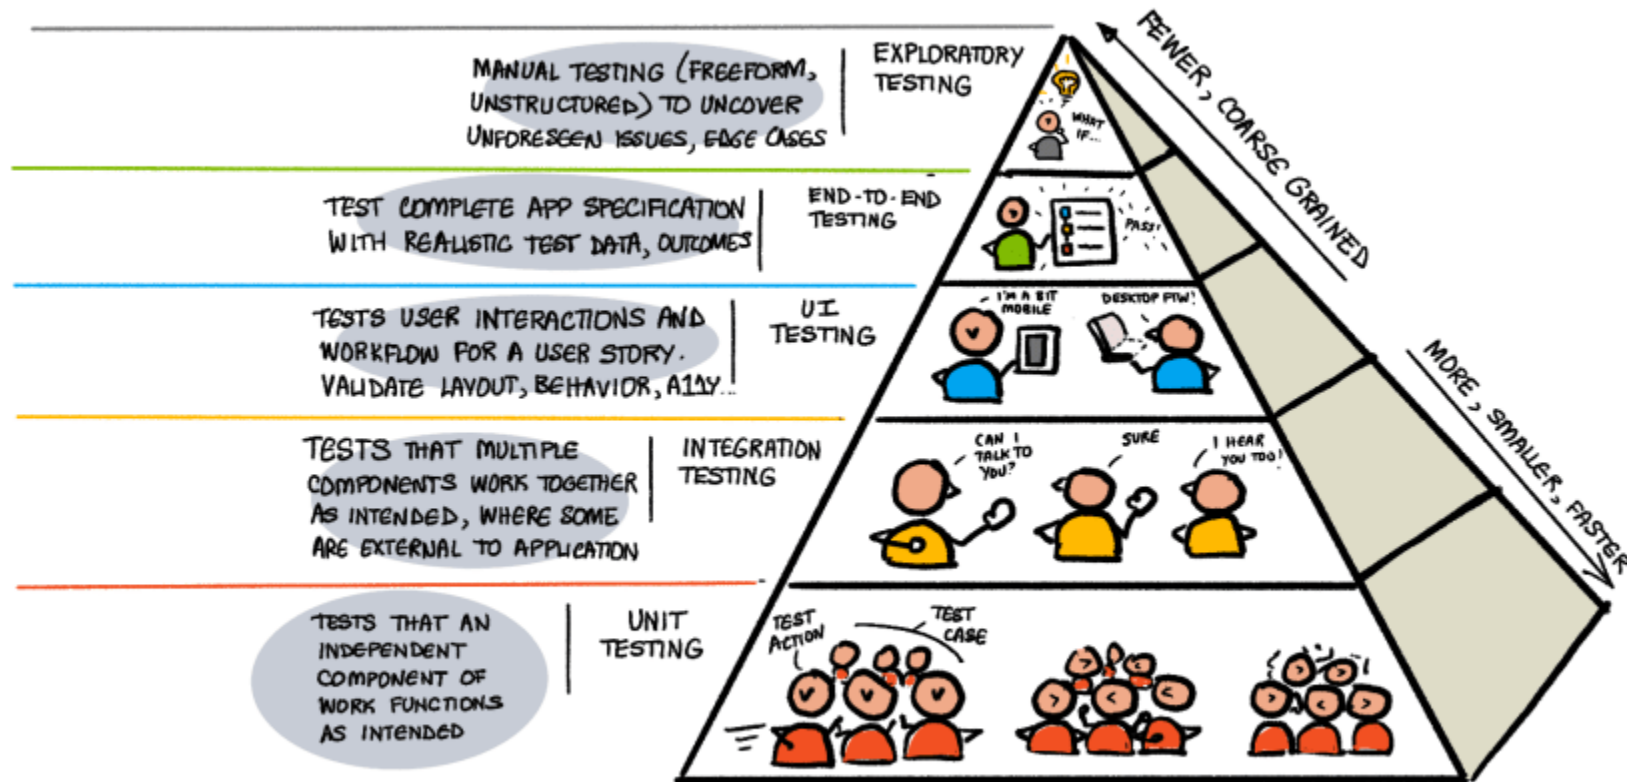 MANUAL TESTING (FREEFORM,
UNSTRUCTURED) TO UNCOVER
UNFORESEEN ISSUES, EDGE CASES
EXPLORATORY
TESTING
WHAT
IF...
FEWER, COARSE GRAINED
TEST COMPLETE APP SPECIFICATION
WITH REALISTIC TEST DATA, OUTCOMES
END-TO-END
TESTING
PASS!
TESTS USER INTERACTIONS AND
WORKFLOW FOR A USER STORY.
VALIDATE LAYOUT, BEHAVIOR, A11Y...
UI
TESTING
I'M A BIT
MOBILE
DESKTOP FTW!
MORE, SMALLER, FASTER
TESTS THAT MULTIPLE
COMPONENTS WORK TOGETHER
AS INTENDED, WHERE SOME
ARE EXTERNAL TO APPLICATION
INTEGRATION
TESTING
CAN I
TALK TO
YOU?
SURE
I HEAR
YOU TOO!
TESTS THAT AN
INDEPENDENT
COMPONENT OF
WORK FUNCTIONS
AS INTENDED
UNIT
TESTING
TEST
ACTION
TEST
CASE